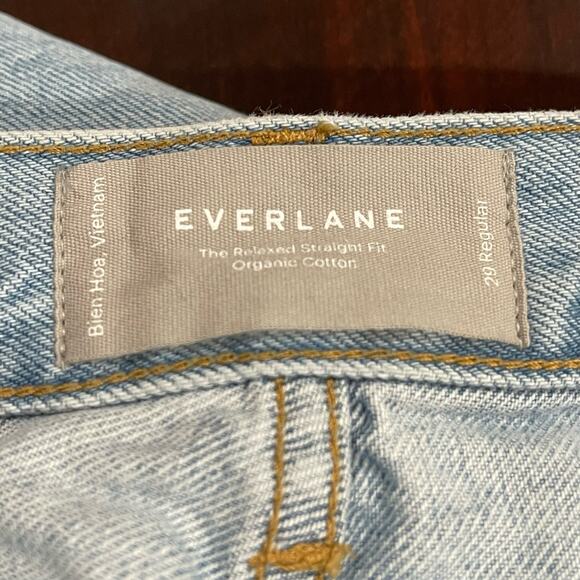 Bien Hoa, Vietnam
EVERLANE
The Relaxed Straight Fit
Organic Cotton
29 Regular